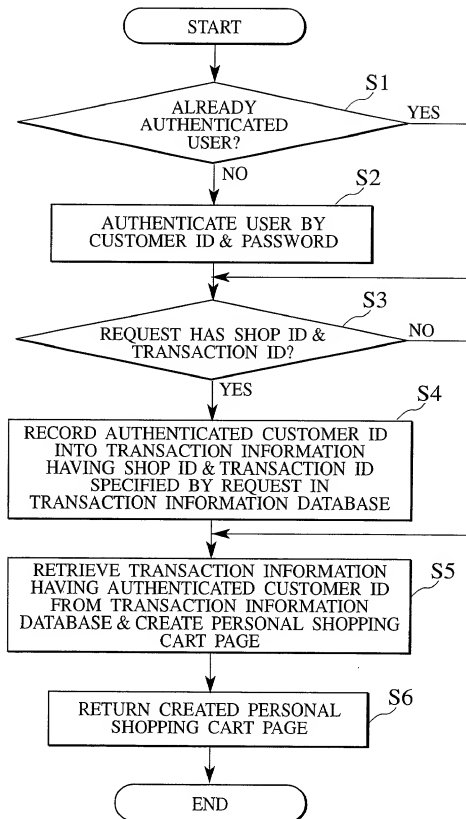 START
S1
ALREADY
AUTHENTICATED
USER?
YES
NO
S2
AUTHENTICATE USER BY
CUSTOMER ID & PASSWORD
S3
REQUEST HAS SHOP ID &
TRANSACTION ID?
NO
YES
S4
RECORD AUTHENTICATED CUSTOMER ID
INTO TRANSACTION INFORMATION
HAVING SHOP ID & TRANSACTION ID
SPECIFIED BY REQUEST IN
TRANSACTION INFORMATION DATABASE
S5
RETRIEVE TRANSACTION INFORMATION
HAVING AUTHENTICATED CUSTOMER ID
FROM TRANSACTION INFORMATION
DATABASE & CREATE PERSONAL SHOPPING
CART PAGE
S6
RETURN CREATED PERSONAL
SHOPPING CART PAGE
END